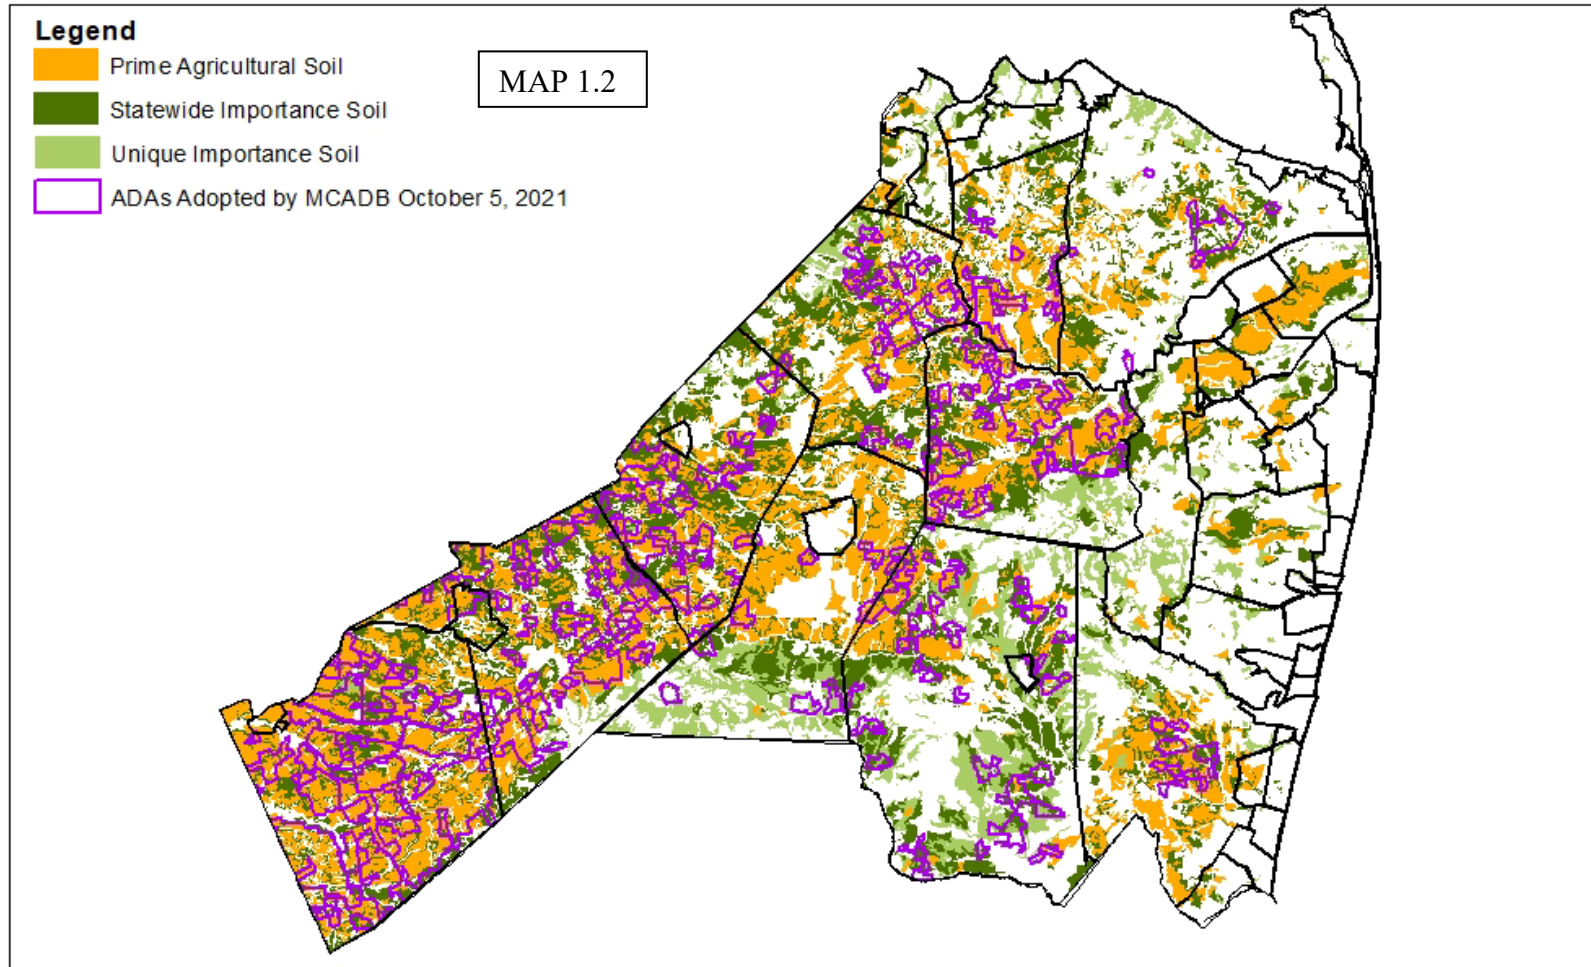 Legend
Prime Agricultural Soil
Statewide Importance Soil
Unique Importance Soil
ADAs Adopted by MCADB October 5, 2021
MAP 1.2